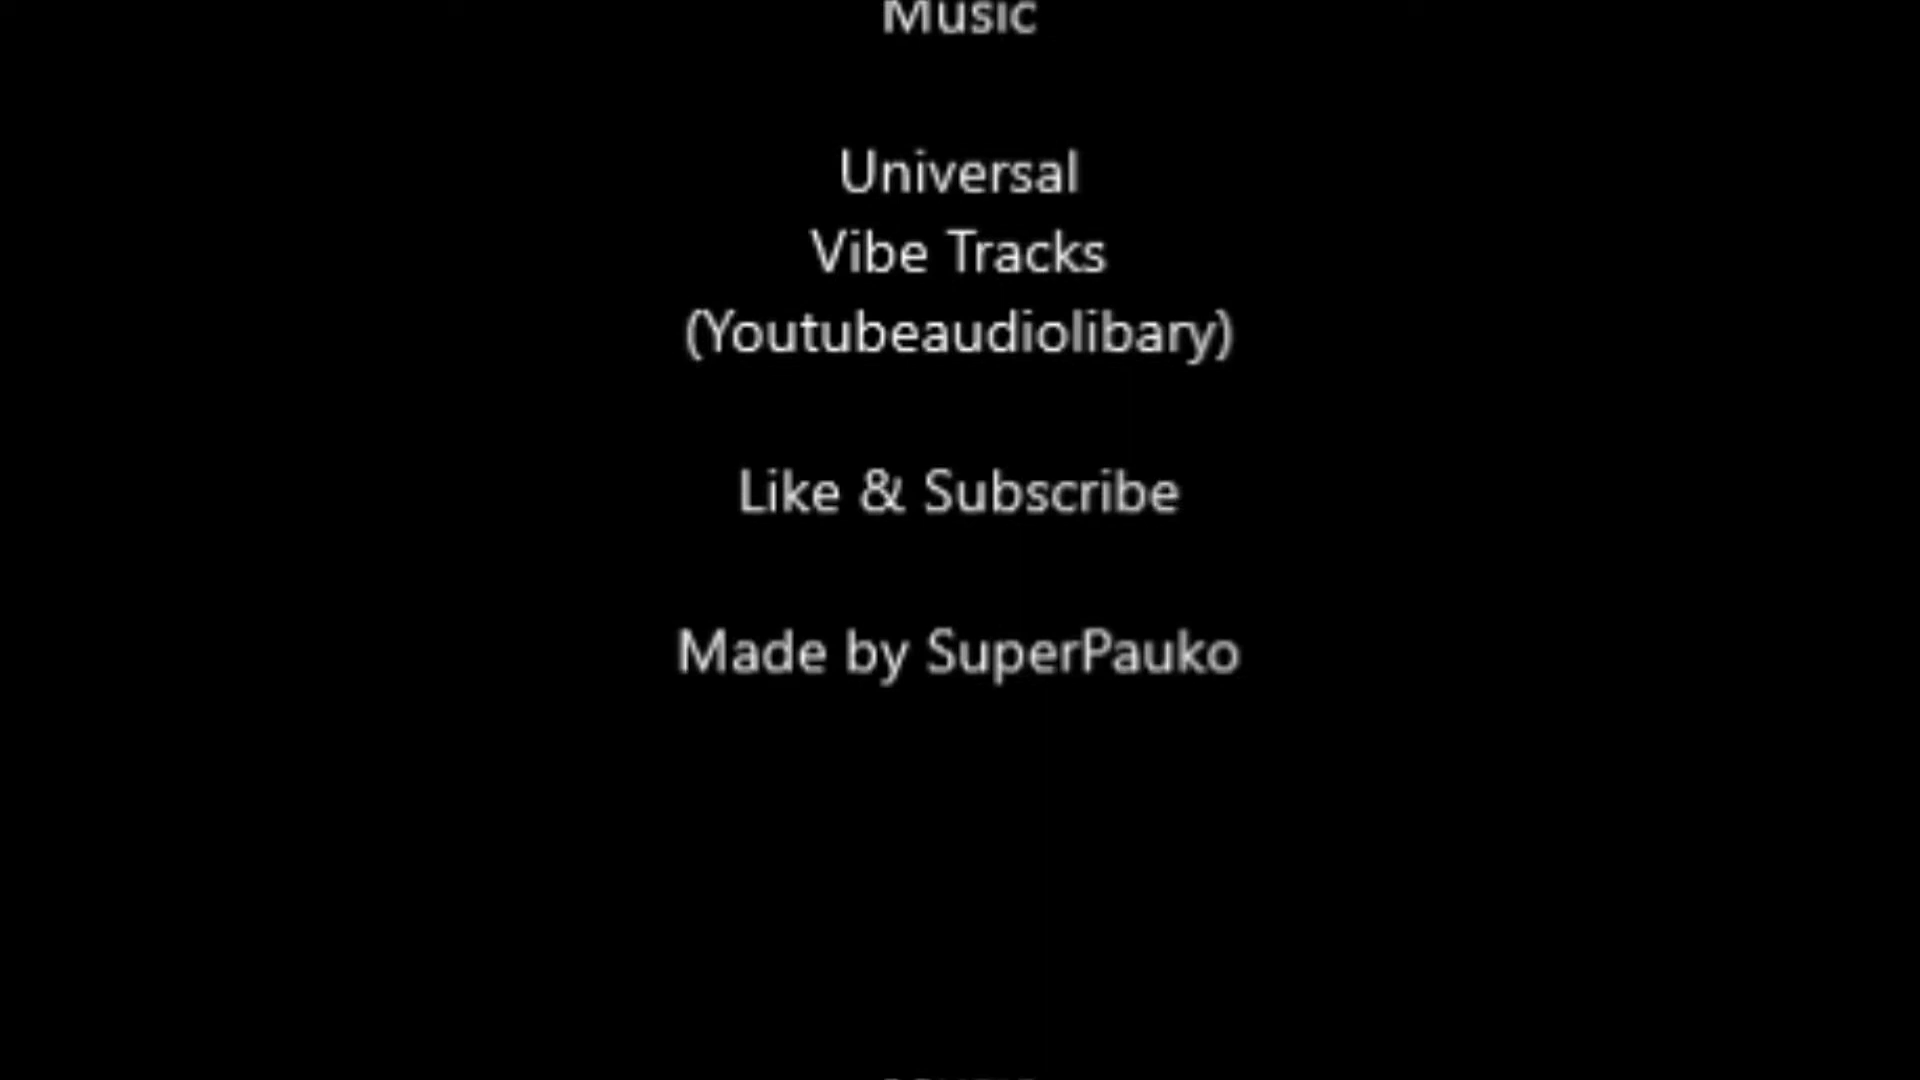 Music
Universal
Vibe Tracks
(Youtubeaudiolibary)
Like & Subscribe
Made by SuperPauko